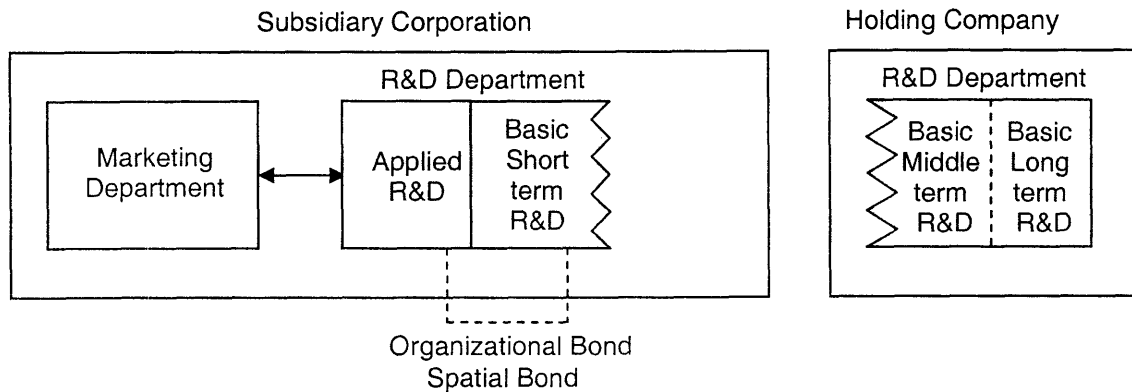 Subsidiary Corporation
Holding Company
R&D Department
R&D Department
Marketing
Department
Applied
R&D
Basic
Short
term
R&D
Basic
Middle
term
R&D
Basic
Long
term
R&D
Organizational Bond
Spatial Bond